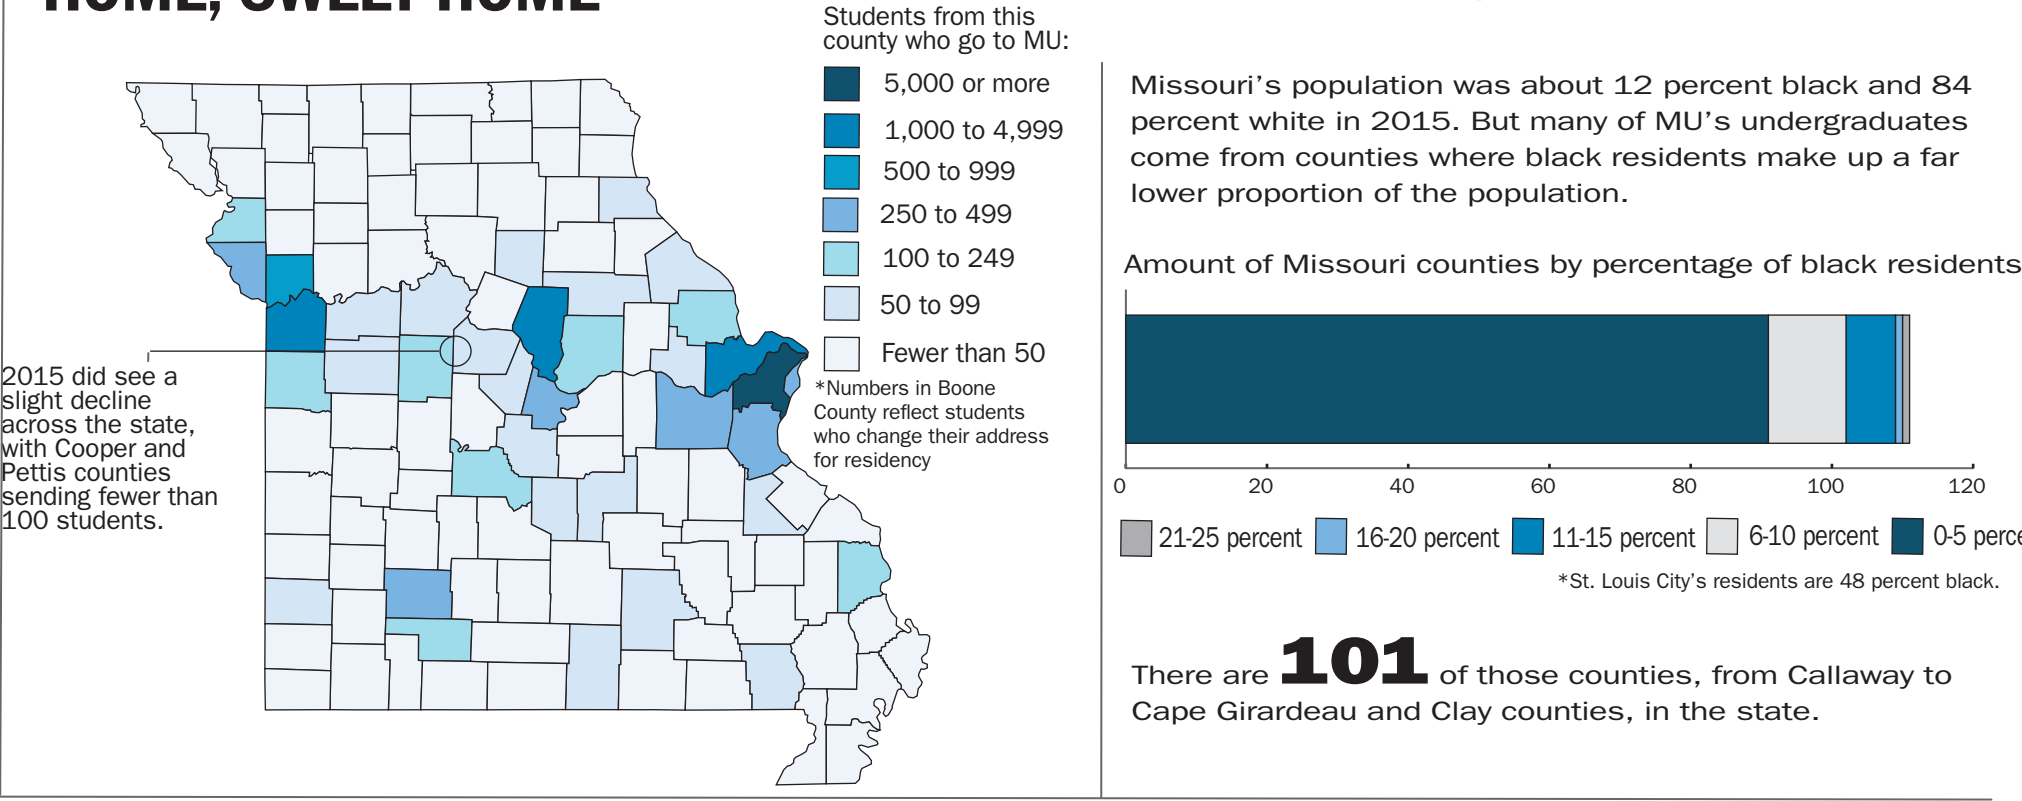 HOME, SWEET HOME
Students from this
county who go to MU:
5,000 or more
1,000 to 4,999
500 to 999
250 to 499
100 to 249
50 to 99
Fewer than 50
*Numbers in Boone
County reflect students
who change their address
for residency
2015 did see a
slight decline
across the state,
with Cooper and
Pettis counties
sending fewer than
100 students.
Missouri's population was about 12 percent black and 84
percent white in 2015. But many of MU's undergraduates
come from counties where black residents make up a far
lower proportion of the population.
Amount of Missouri counties by percentage of black residents
0 20 40 60 80 100 120
21-25 percent 16-20 percent 11-15 percent 6-10 percent 0-5 perce
*St. Louis City's residents are 48 percent black.
There are 101 of those counties, from Callaway to
Cape Girardeau and Clay counties, in the state.